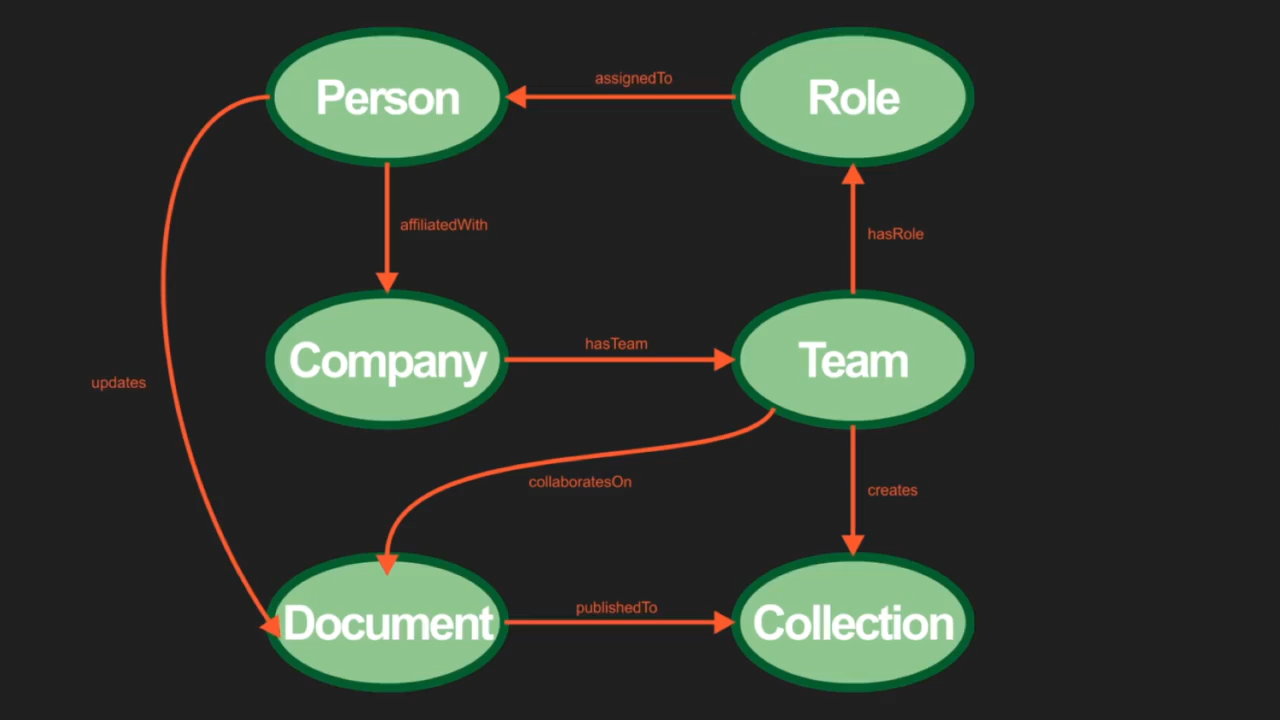 Person
assignedTo
Role
affiliatedWith
hasRole
Company
hasTeam
Team
updates
collaboratesOn
creates
Document
publishedTo
Collection